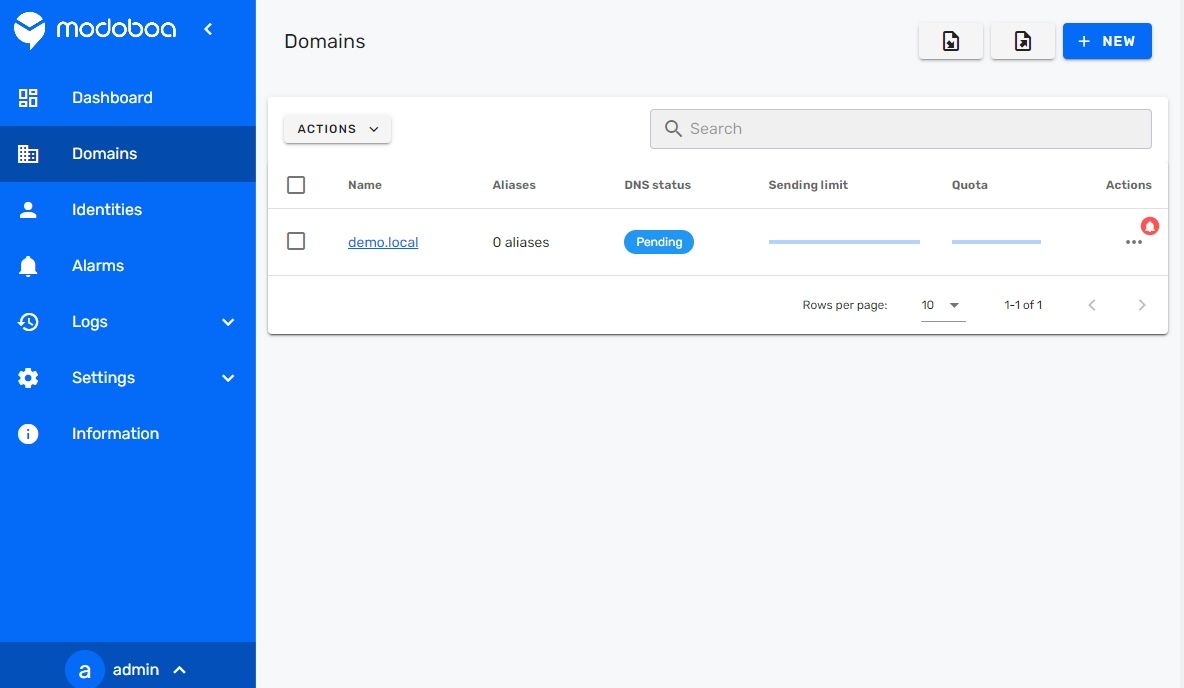 modoboa
Dashboard
Domains
Identities
Alarms
Logs
Settings
Information
a admin
Domains
+ NEW
ACTIONS
Search
Name Aliases DNS status Sending limit Quota Actions
demo.local 0 aliases Pending
Rows per page: 10 1-1 of 1